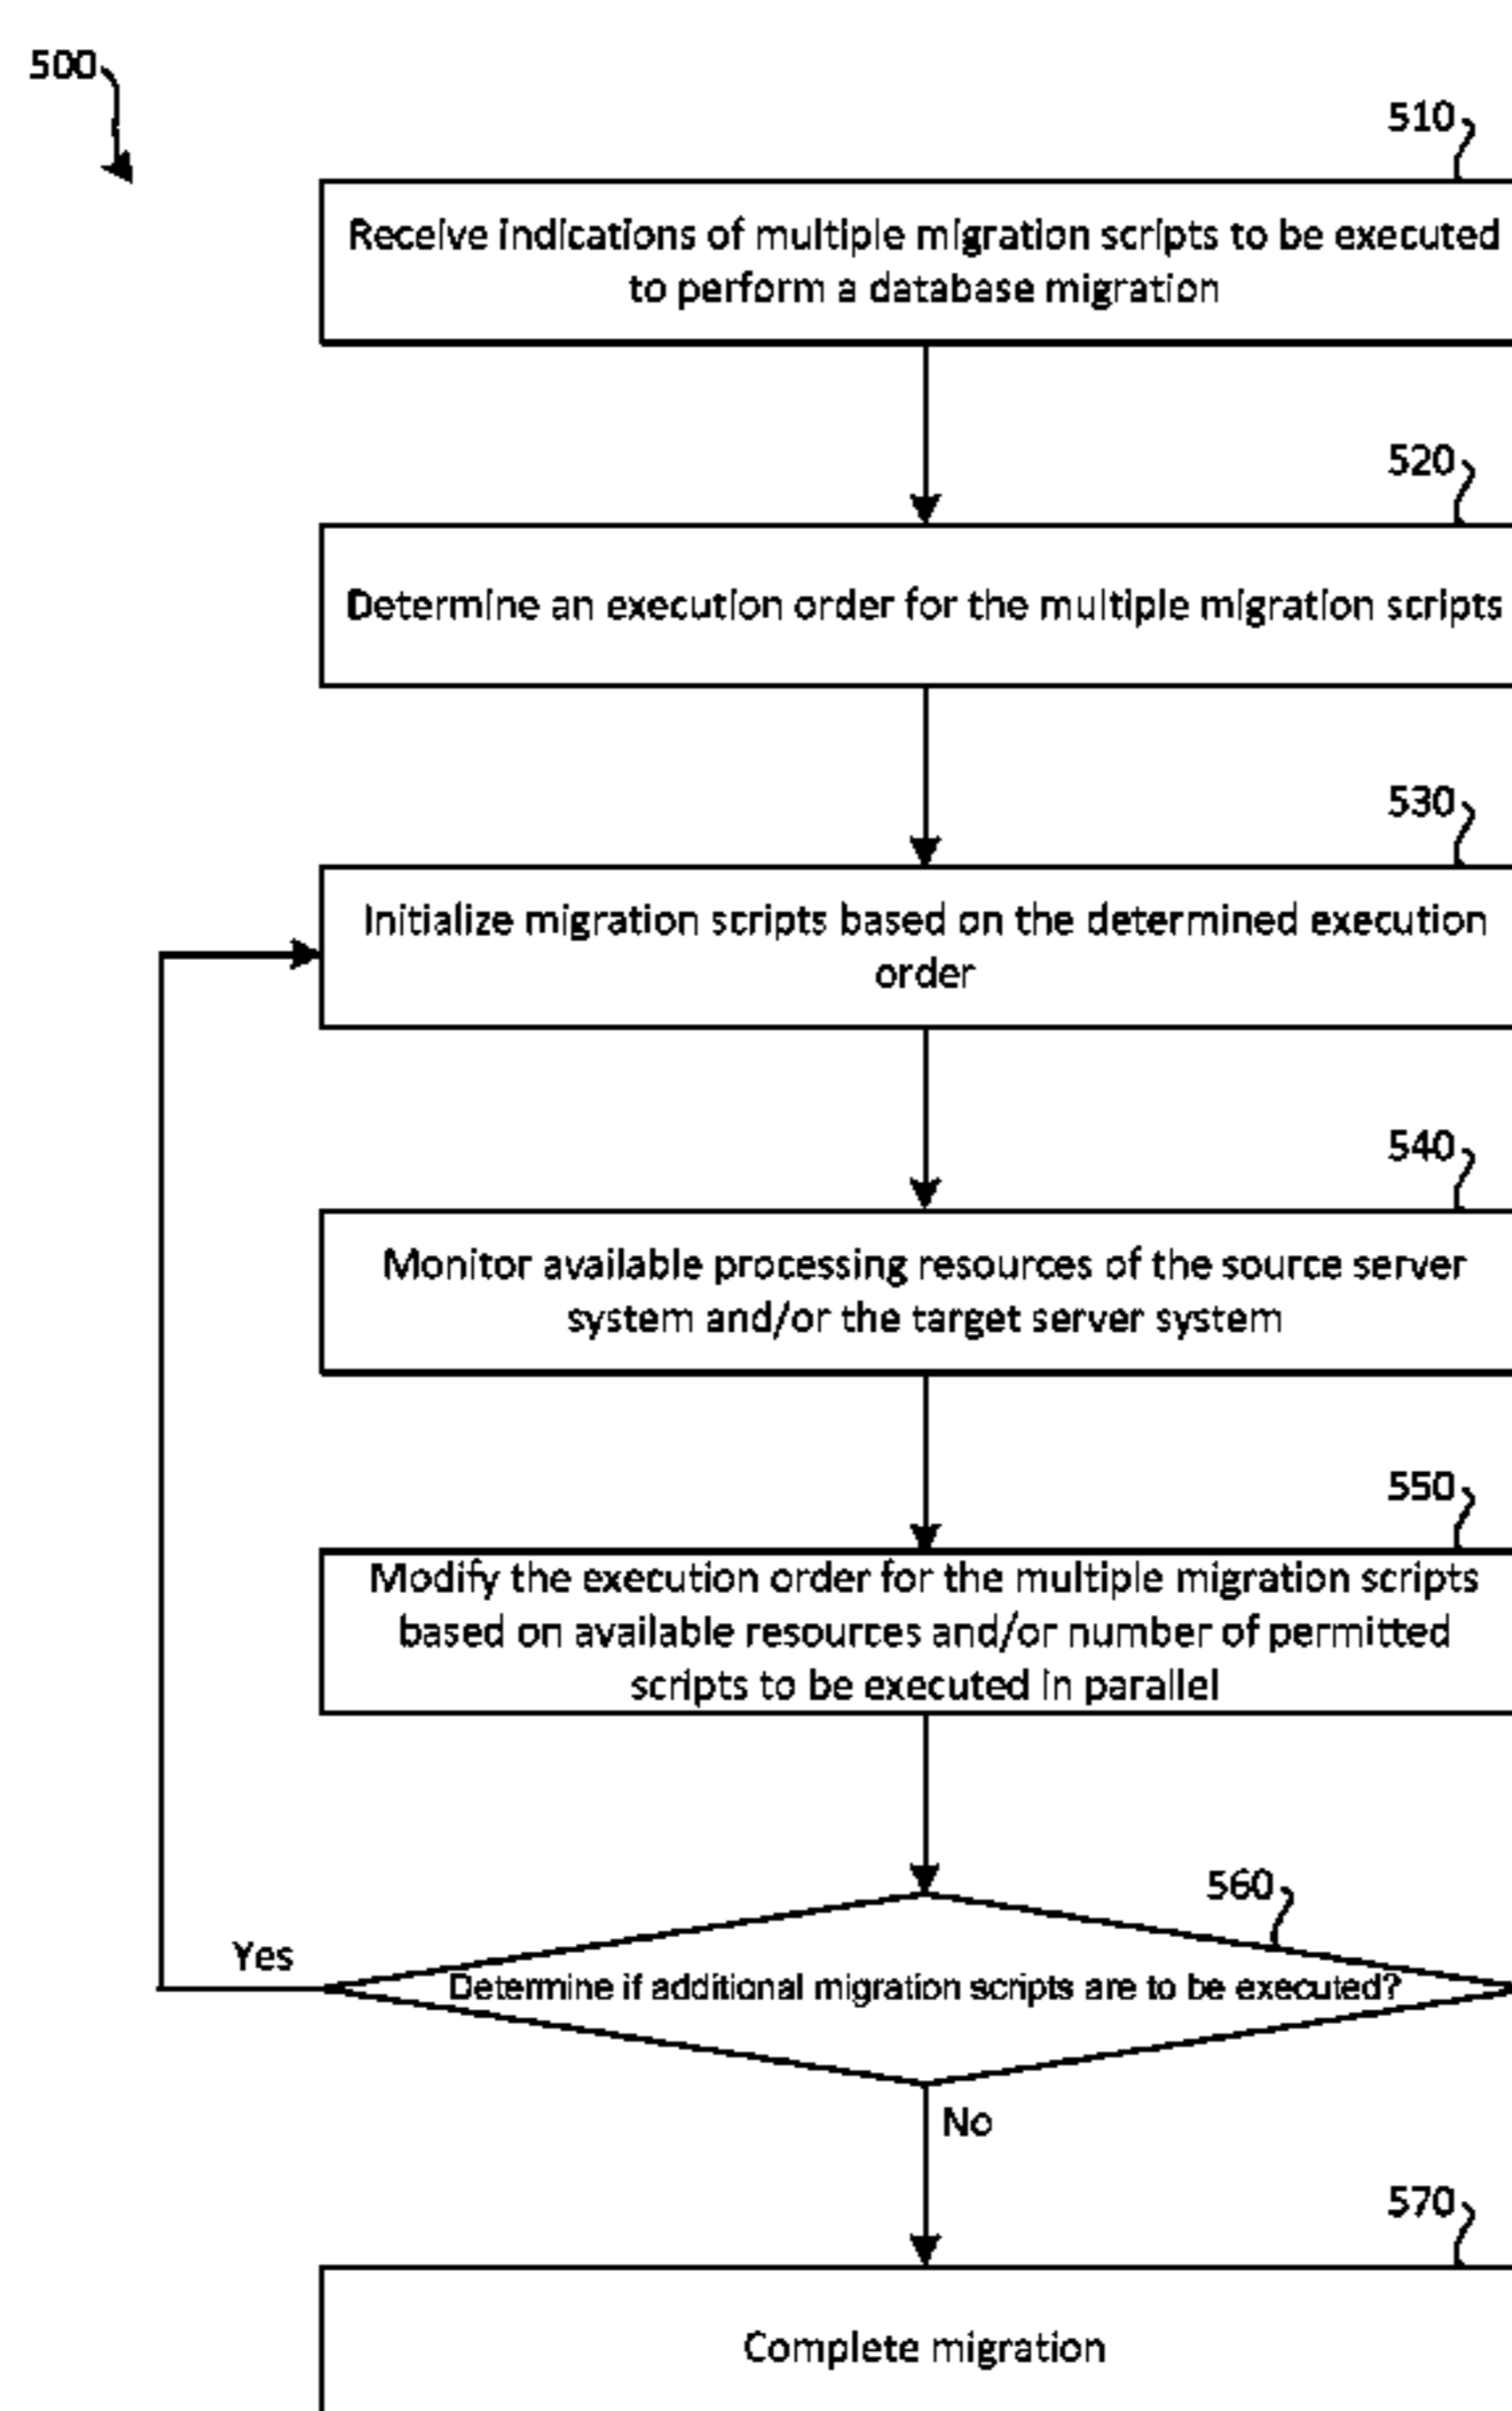 500
510
Receive indications of multiple migration scripts to be executed
to perform a database migration
520
Determine an execution order for the multiple migration scripts
530
Initialize migration scripts based on the determined execution
order
540
Monitor available processing resources of the source server
system and/or the target server system
550
Modify the execution order for the multiple migration scripts
based on available resources and/or number of permitted
scripts to be executed in parallel
560
Yes
Determine if additional migration scripts are to be executed?
No
570
Complete migration